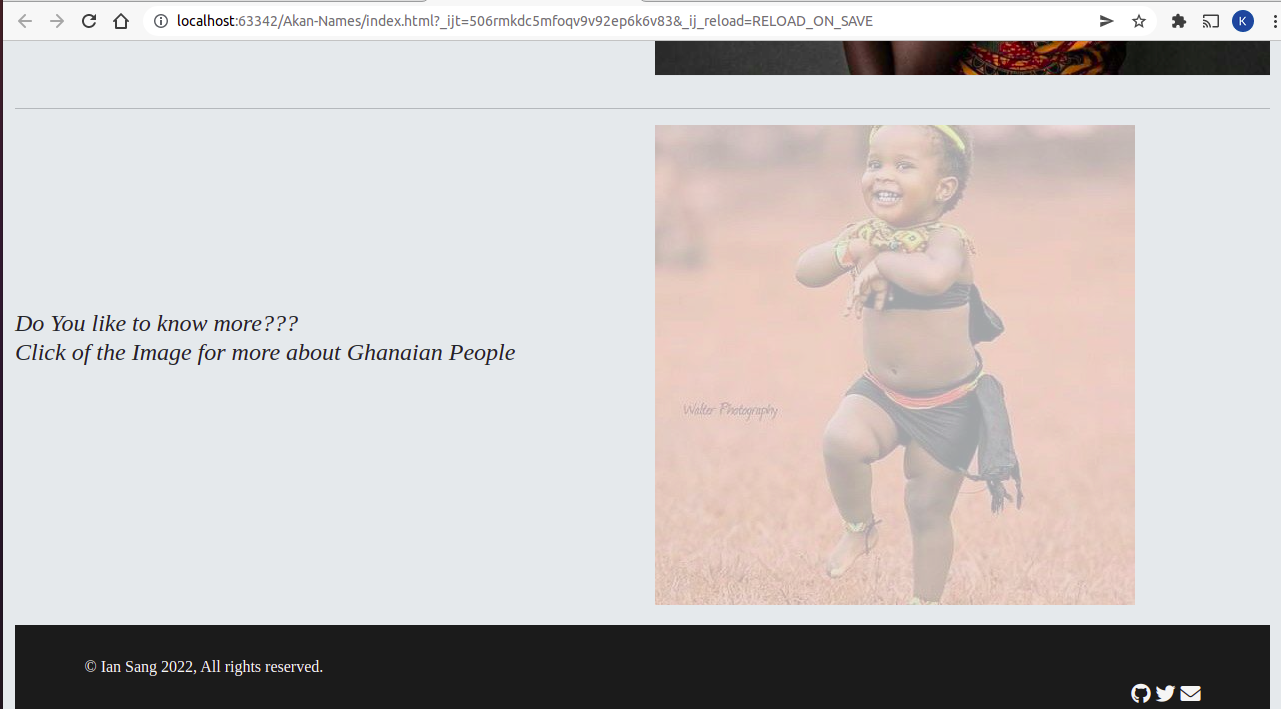 localhost:63342/Akan-Names/index.html?_ijt=506rmkdc5mfoqv9v92ep6k6v83&_ij_reload=RELOAD_ON_SAVE
K
Do You like to know more???
Click of the Image for more about Ghanaian People
Walter Photography
© Ian Sang 2022, All rights reserved.